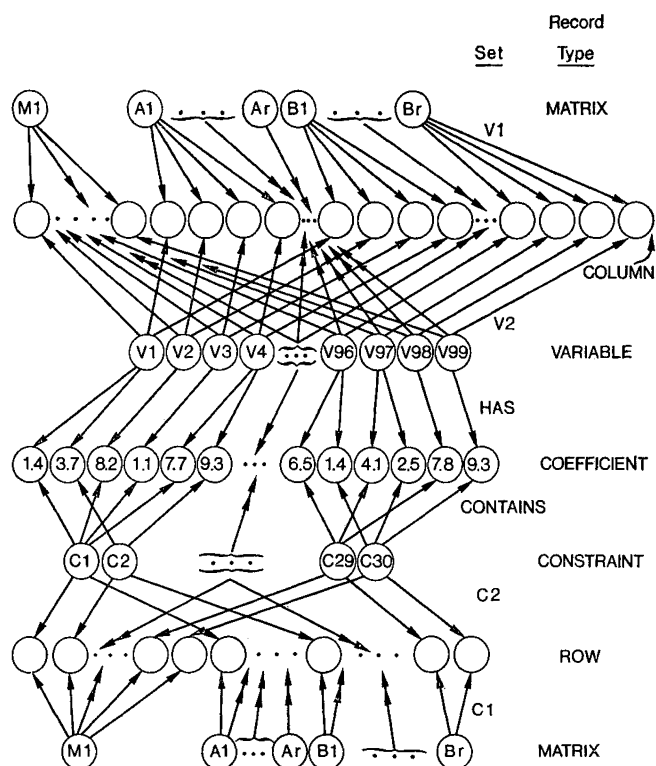 Record
Set Type
M1 A1 . . . Ar B1 . . . Br MATRIX
V1
. . . ... ...
COLUMN
V2
V1 V2 V3 V4 . . . V96 V97 V98 V99 VARIABLE
HAS
1.4 3.7 8.2 1.1 7.7 9.3 ... 6.5 1.4 4.1 2.5 7.8 9.3 COEFFICIENT
CONTAINS
C1 C2 . . . C29 C30 CONSTRAINT
C2
. . . . . . . . . ROW
C1
M1 A1 ... Ar B1 . . . Br MATRIX